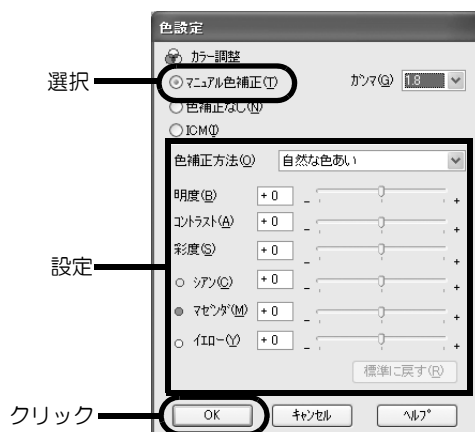 色設定
カラー調整
選択
マニュアル色補正(T)
ガンマ(G) 1.8
色補正なし(N)
ICM(I)
色補正方法(O) 自然な色あい
明度(B) +0 - +
コントラスト(A) +0 - +
彩度(S) +0 - +
設定
シアン(C) +0 - +
マゼンダ(M) +0 - +
イエロー(Y) +0 - +
標準に戻す(R)
クリック
OK キャンセル ヘルプ